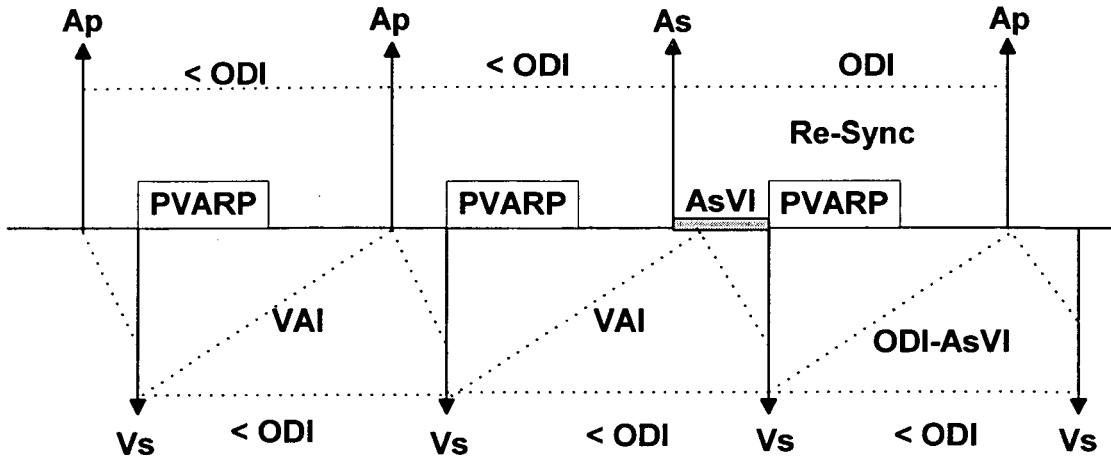 Ap Ap As Ap
< ODI < ODI ODI
Re-Sync
PVARP PVARP AsVI PVARP
VAI VAI ODI-AsVI
< ODI < ODI < ODI
Vs Vs Vs Vs